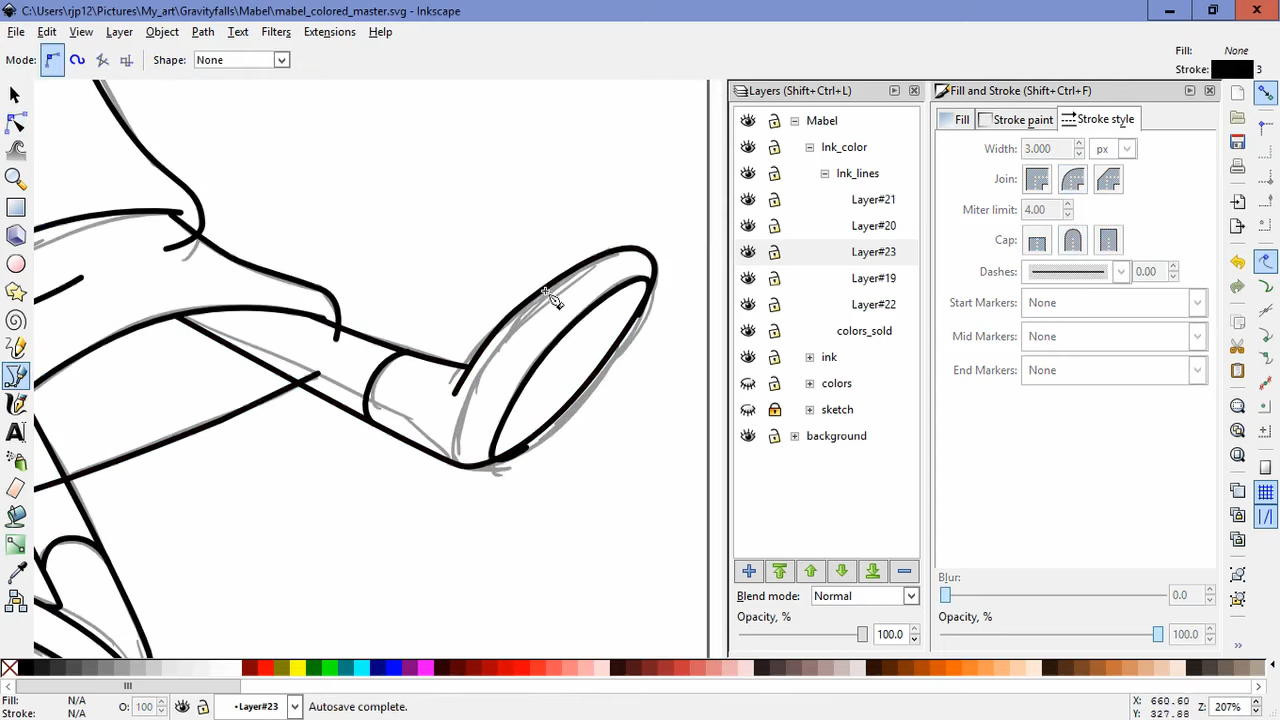 C:\Users\rjp12\Pictures\My_art\Gravityfalls\Mabel\mabel_colored_master.svg - Inkscape
File Edit View Layer Object Path Text Filters Extensions Help
Mode: Shape: None
Fill: None
Stroke: 3
Layers (Shift+Ctrl+L)
Mabel
Ink_color
Ink_lines
Layer#21
Layer#20
Layer#23
Layer#19
Layer#22
colors_sold
ink
colors
sketch
background
Blend mode: Normal
Opacity, % 100.0
Fill and Stroke (Shift+Ctrl+F)
Fill Stroke paint Stroke style
Width: 3.000 px
Join:
Miter limit: 4.00
Cap:
Dashes: 0.00
Start Markers: None
Mid Markers: None
End Markers: None
Blur: 0.0
Opacity, % 100.0
Fill: N/A
Stroke: N/A
O: 100
•Layer#23
Autosave complete.
X: 660.60
Y: 327.88
Z: 207%